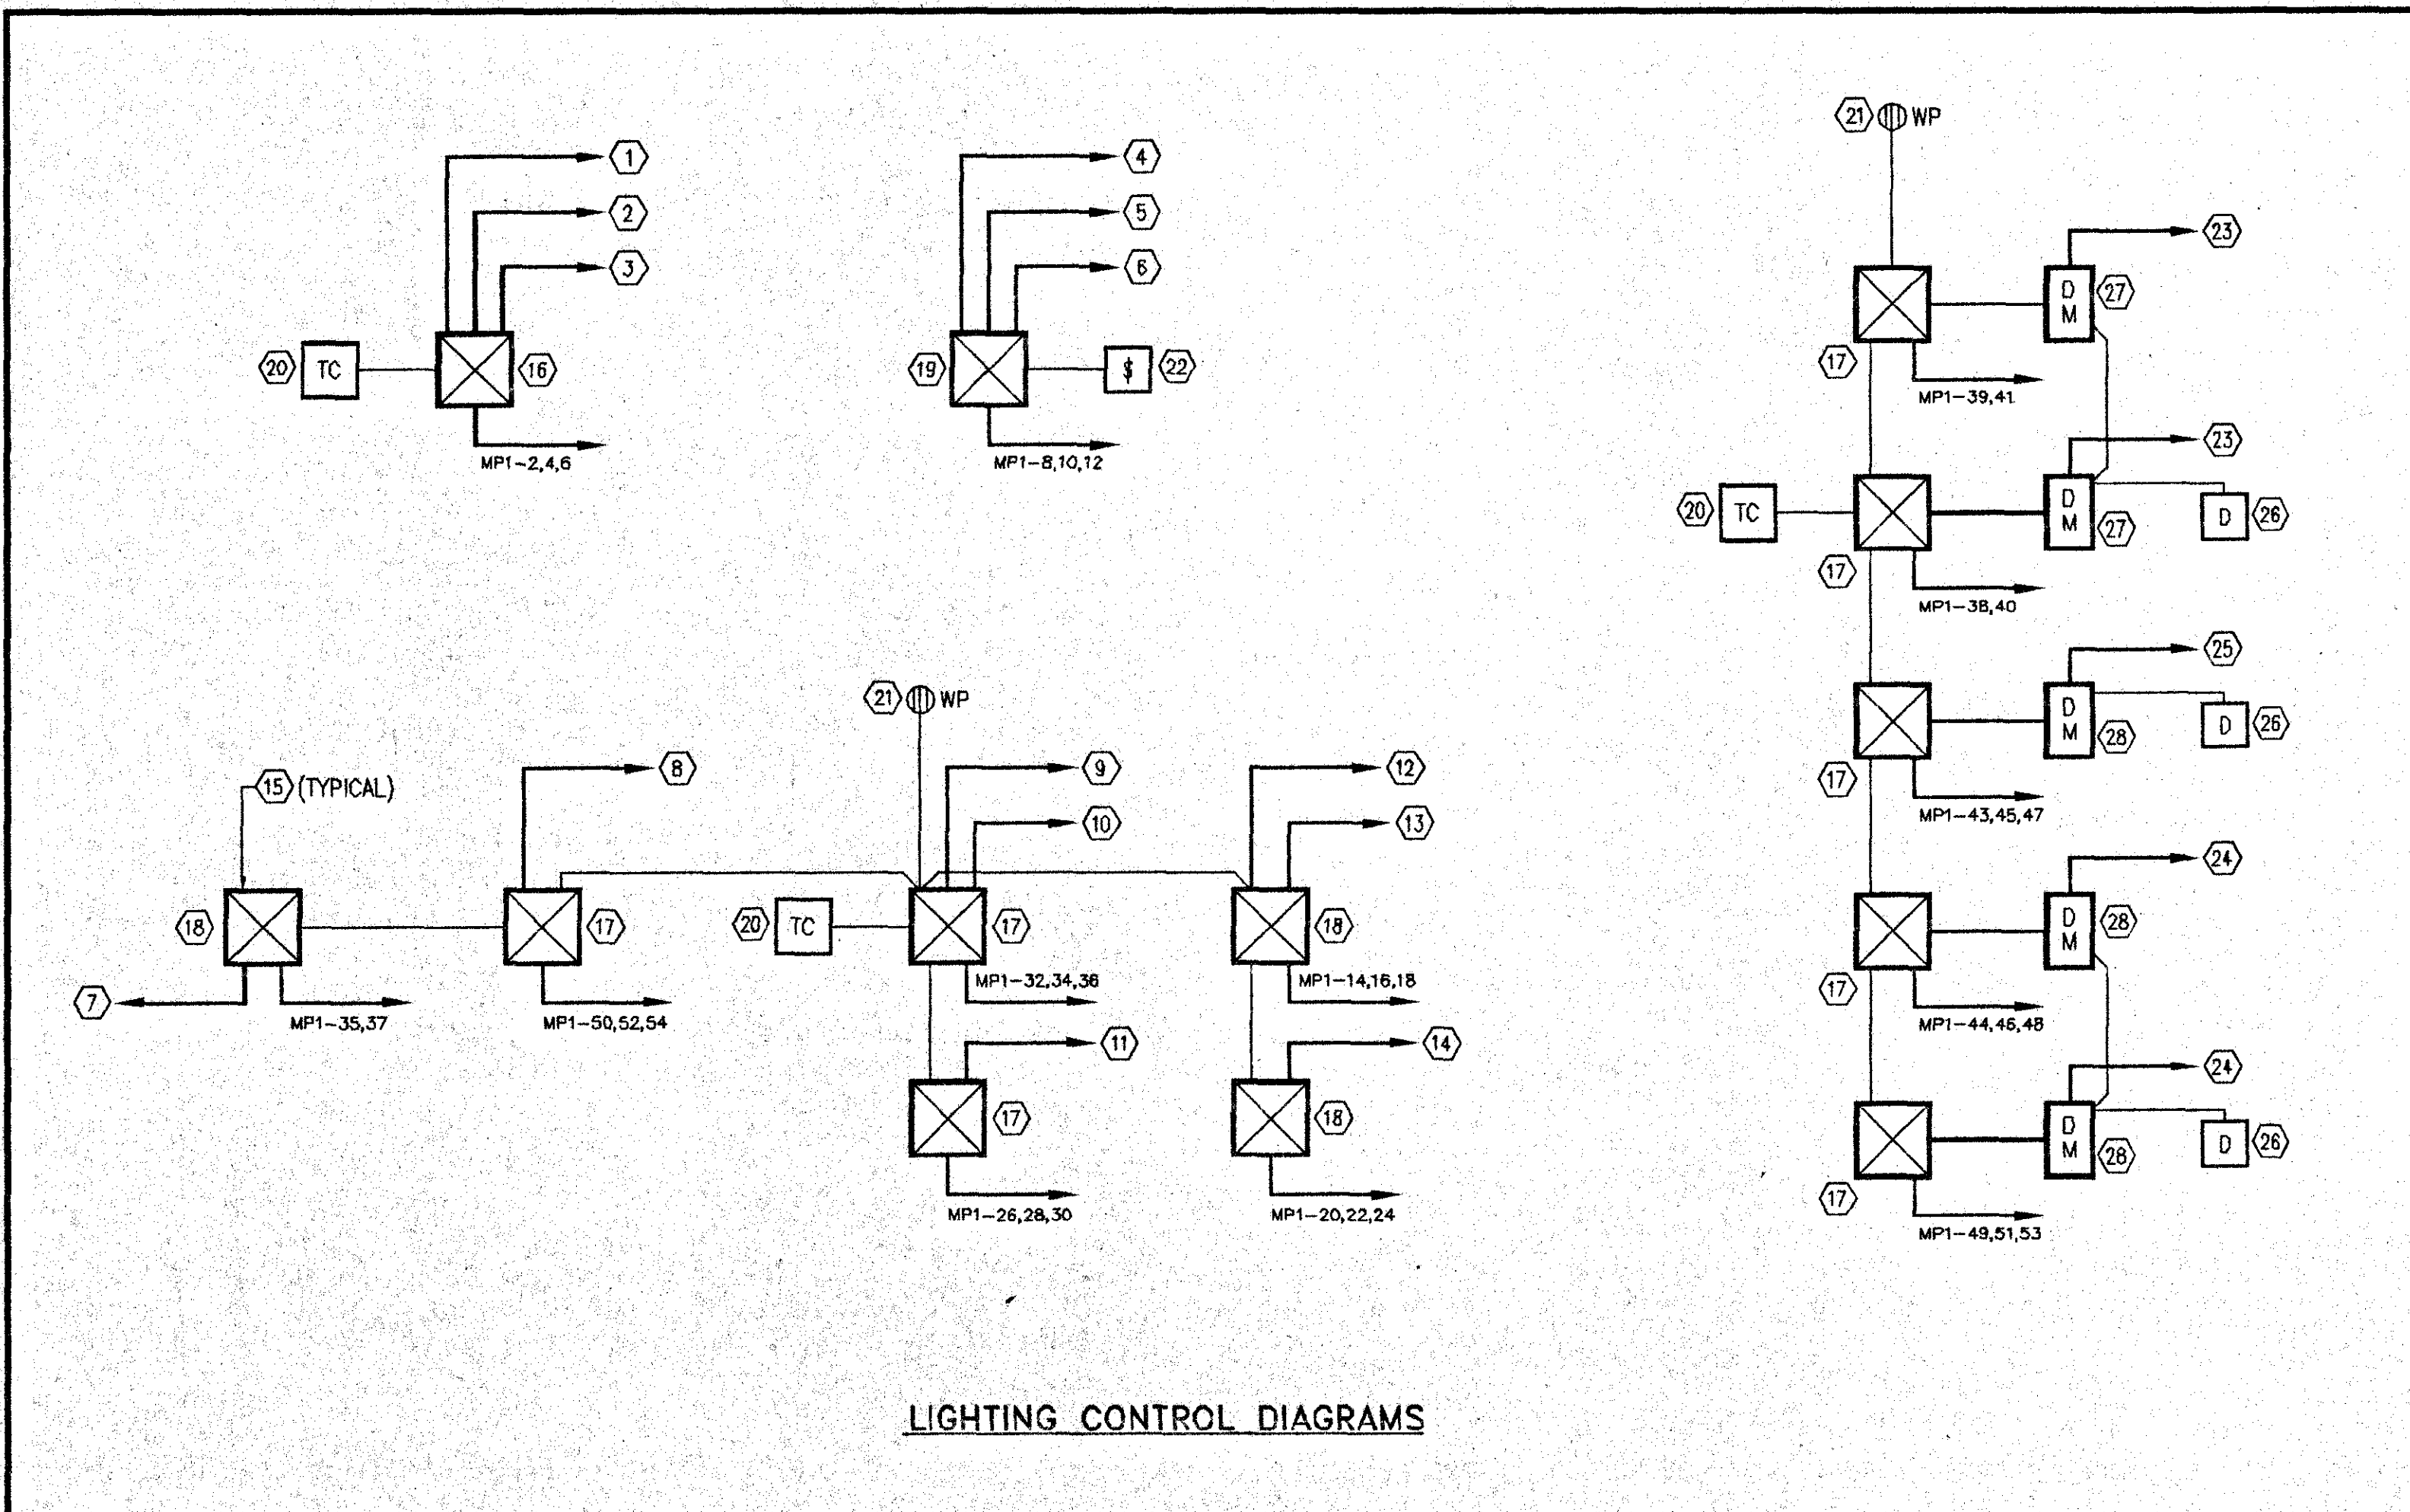 1
2
3
20 TC 16
MP1-2,4,6
4
5
6
19 $ 22
MP1-8,10,12
21 WP
23
D
M
27
17
MP1-39,41
23
20 TC
D
M
27
D 26
17
MP1-38,40
25
D
M
28
D 26
17
MP1-43,45,47
24
D
M
28
17
MP1-44,46,48
24
D
M
28
D 26
17
MP1-49,51,53
21 WP
15 (TYPICAL)
8
9
10
12
13
18
17
20 TC 17
18
7
MP1-35,37
MP1-50,52,54
MP1-32,34,36
MP1-14,16,18
11
14
17
18
MP1-26,28,30
MP1-20,22,24
LIGHTING CONTROL DIAGRAMS